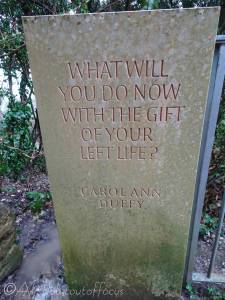 WHAT WILL
YOU DO NOW
WITH THE GIFT
OF YOUR
LEFT LIFE?
CAROL ANN
DUFFY